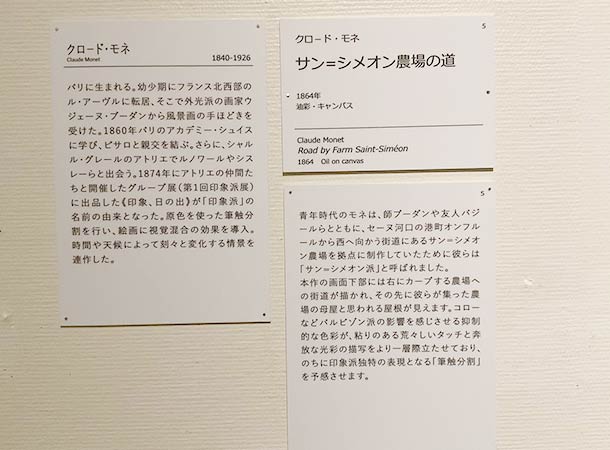 クロード・モネ
Claude Monet
1840-1926
パリに生まれる。幼少期にフランス北西部の
ル・アーヴルに転居、そこで外光派の画家ウ
ジェーヌ・ブーダンから風景画の手ほどきを
受けた。1860年パリのアカデミー・シュイス
に学び、ピサロと親交を結ぶ。さらに、シャル
ル・グレールのアトリエでルノワールやシス
レーらと出会う。1874年にアトリエの仲間た
ちと開催したグループ展(第1回印象派展)
に出品した《印象、日の出》が「印象派」の
名前の由来となった。原色を使った筆触分
割を行い、絵画に視覚混合の効果を導入。
時間や天候によって刻々と変化する情景を
連作した。
5
クロード・モネ
サン=シメオン農場の道
1864年
油彩・キャンバス
Claude Monet
Road by Farm Saint-Siméon
1864 Oil on canvas
5
青年時代のモネは、師ブーダンや友人バジ
ールらとともに、セーヌ河口の港町オンフル
ールから西へ向かう街道にあるサン=シメオ
ン農場を拠点に制作していたために彼らは
「サン=シメオン派」と呼ばれました。
本作の画面下部には右にカーブする農場へ
の街道が描かれ、その先に彼らが集った農
場の母屋と思われる屋根が見えます。コロー
などバルビゾン派の影響を感じさせる抑制
的な色彩が、粘りのある荒々しいタッチと奔
放な光彩の描写をより一層際立たせており、
のちに印象派独特の表現となる「筆触分割」
を予感させます。